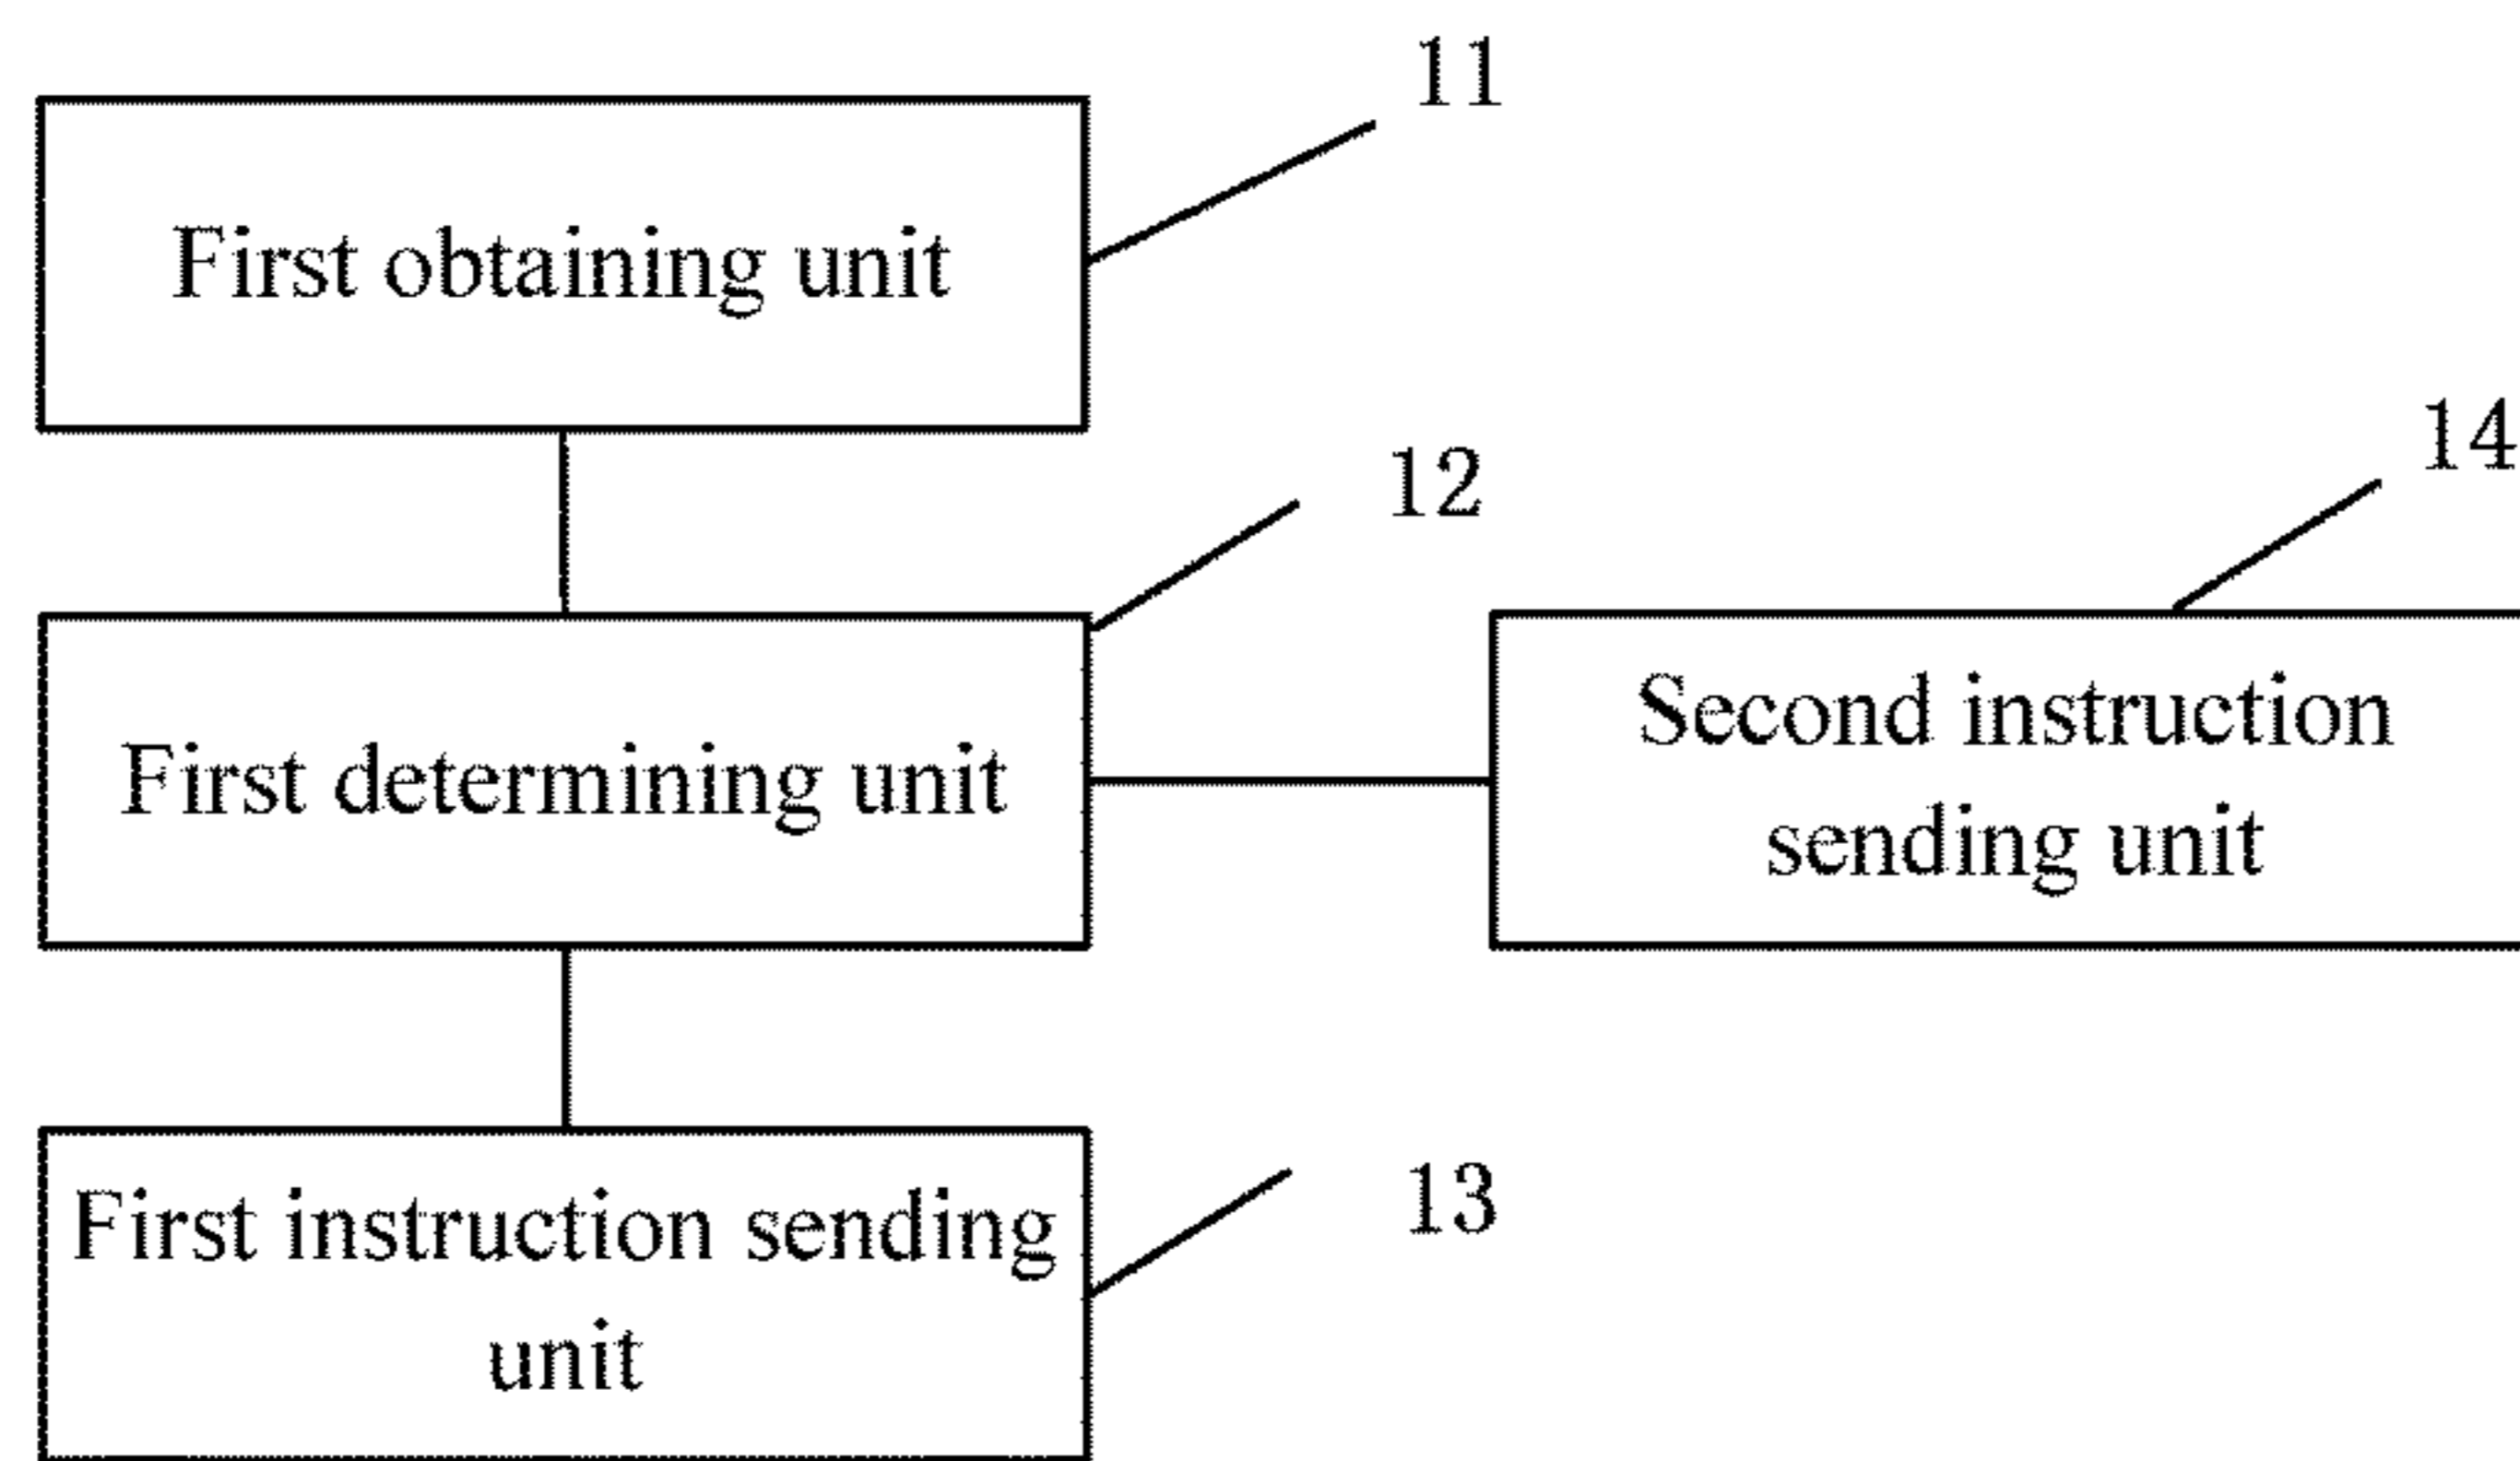 11
First obtaining unit
12
14
First determining unit
Second instruction
sending unit
First instruction sending
unit
13